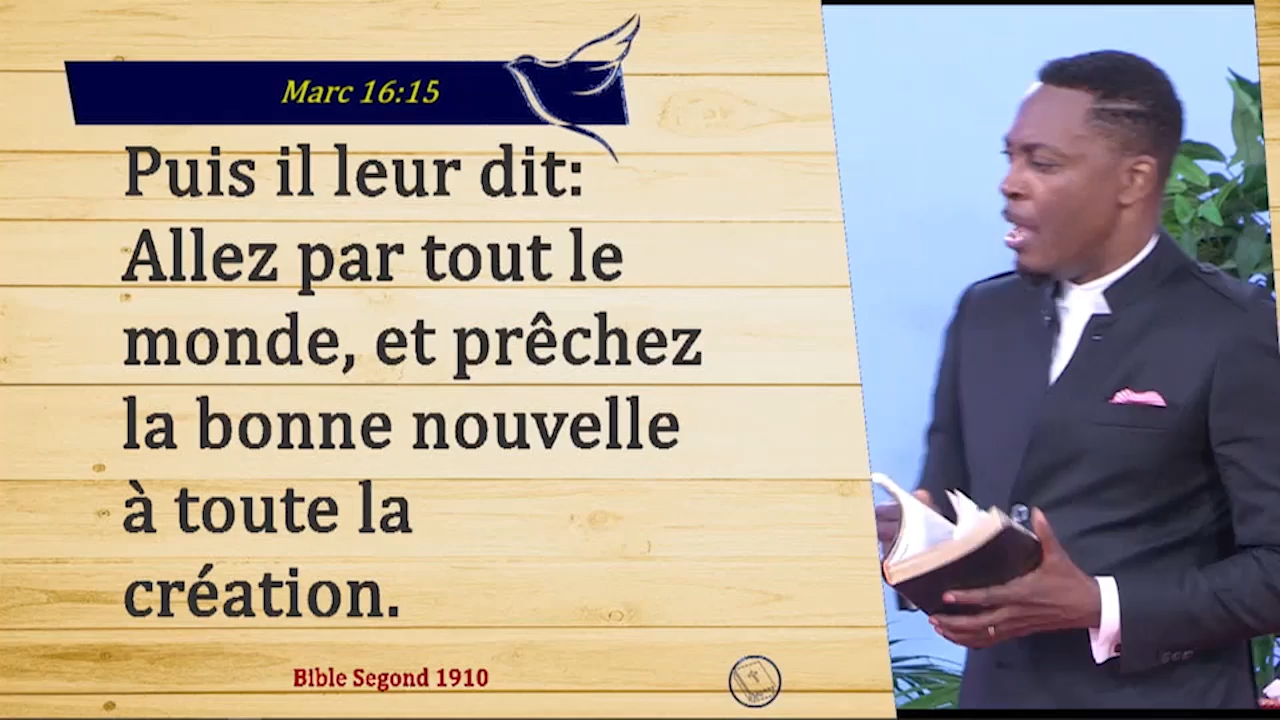 Marc 16:15
Puis il leur dit:
Allez par tout le
monde, et prêchez
la bonne nouvelle
à toute la
création.
Bible Segond 1910